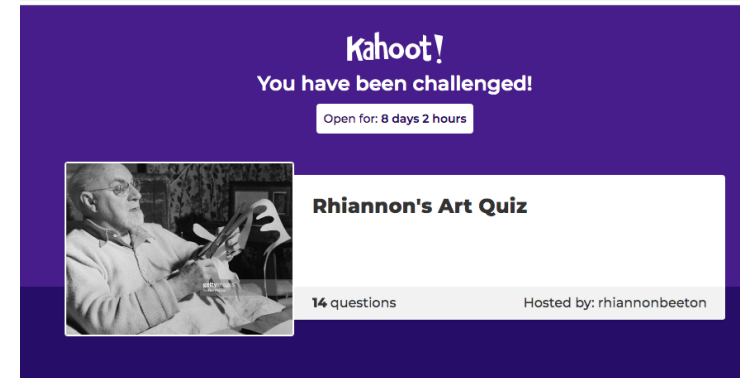 Kahoot!
You have been challenged!
Open for: 8 days 2 hours
Rhiannon's Art Quiz
14 questions
Hosted by: rhiannonbeeton